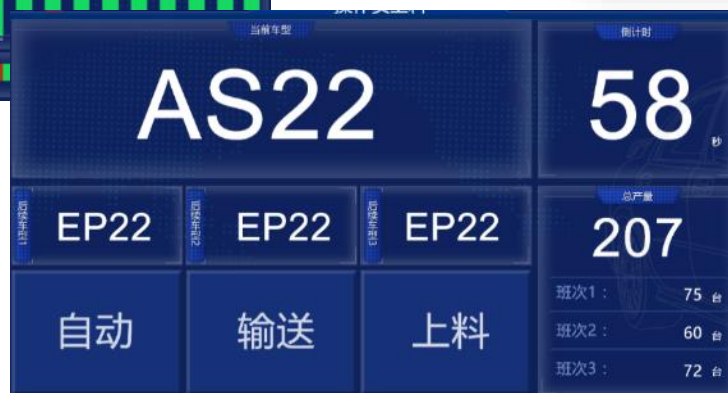 当前车型
AS22
倒计时
58 秒
后续车型1
EP22
后续车型2
EP22
后续车型3
EP22
自动
输送
上料
总产量
207
班次1： 75 台
班次2： 60 台
班次3： 72 台